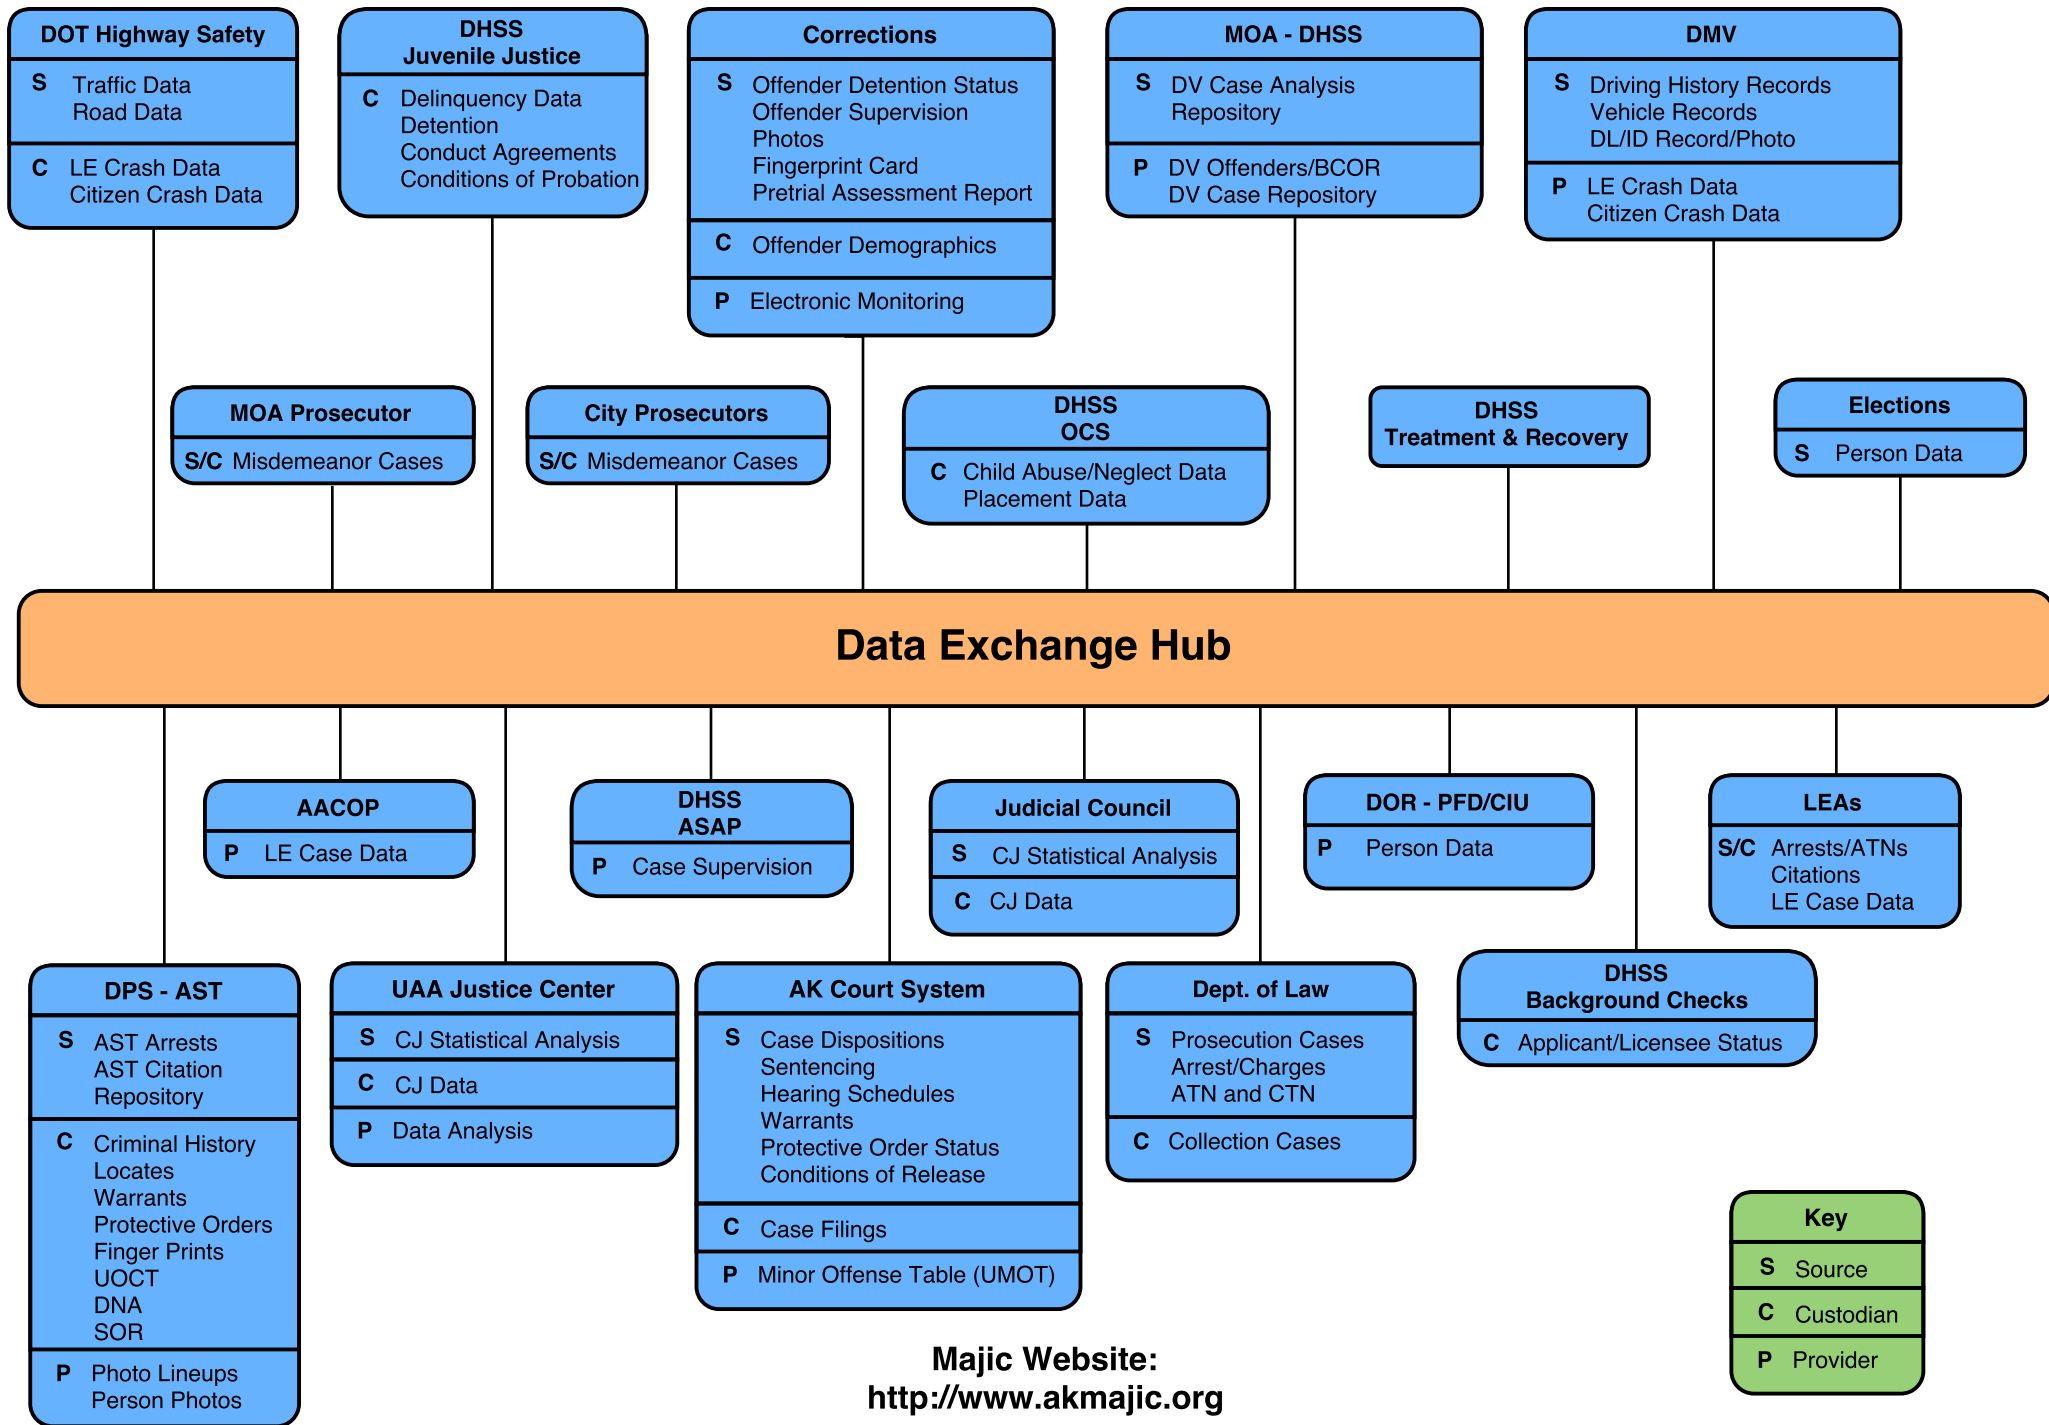 DOT Highway Safety
S Traffic Data
Road Data
C LE Crash Data
Citizen Crash Data
DHSS
Juvenile Justice
C Delinquency Data
Detention
Conduct Agreements
Conditions of Probation
Corrections
S Offender Detention Status
Offender Supervision
Photos
Fingerprint Card
Pretrial Assessment Report
C Offender Demographics
P Electronic Monitoring
MOA - DHSS
S DV Case Analysis
Repository
P DV Offenders/BCOR
DV Case Repository
DMV
S Driving History Records
Vehicle Records
DL/ID Record/Photo
P LE Crash Data
Citizen Crash Data
MOA Prosecutor
S/C Misdemeanor Cases
City Prosecutors
S/C Misdemeanor Cases
DHSS
OCS
C Child Abuse/Neglect Data
Placement Data
DHSS
Treatment & Recovery
Elections
S Person Data
Data Exchange Hub
AACOP
P LE Case Data
DHSS
ASAP
P Case Supervision
Judicial Council
S CJ Statistical Analysis
C CJ Data
DOR - PFD/CIU
P Person Data
LEAs
S/C Arrests/ATNs
Citations
LE Case Data
DPS - AST
S AST Arrests
AST Citation
Repository
C Criminal History
Locates
Warrants
Protective Orders
Finger Prints
UOCT
DNA
SOR
P Photo Lineups
Person Photos
UAA Justice Center
S CJ Statistical Analysis
C CJ Data
P Data Analysis
AK Court System
S Case Dispositions
Sentencing
Hearing Schedules
Warrants
Protective Order Status
Conditions of Release
C Case Filings
P Minor Offense Table (UMOT)
Dept. of Law
S Prosecution Cases
Arrest/Charges
ATN and CTN
C Collection Cases
DHSS
Background Checks
C Applicant/Licensee Status
Key
S Source
C Custodian
P Provider
Majic Website:
http://www.akmajic.org